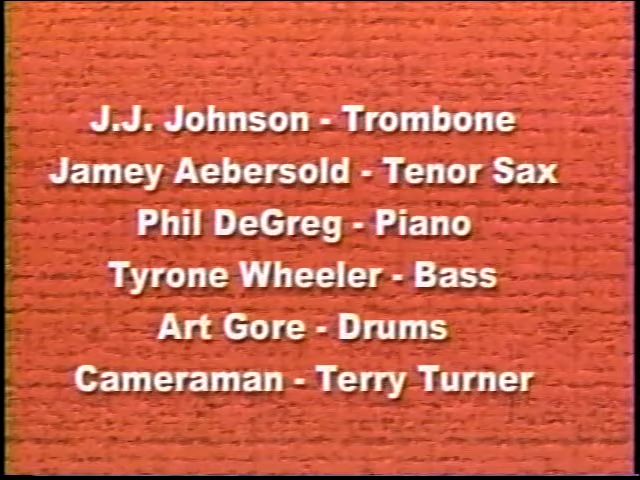 J.J. Johnson - Trombone
Jamey Aebersold - Tenor Sax
Phil DeGreg - Piano
Tyrone Wheeler - Bass
Art Gore - Drums
Cameraman - Terry Turner